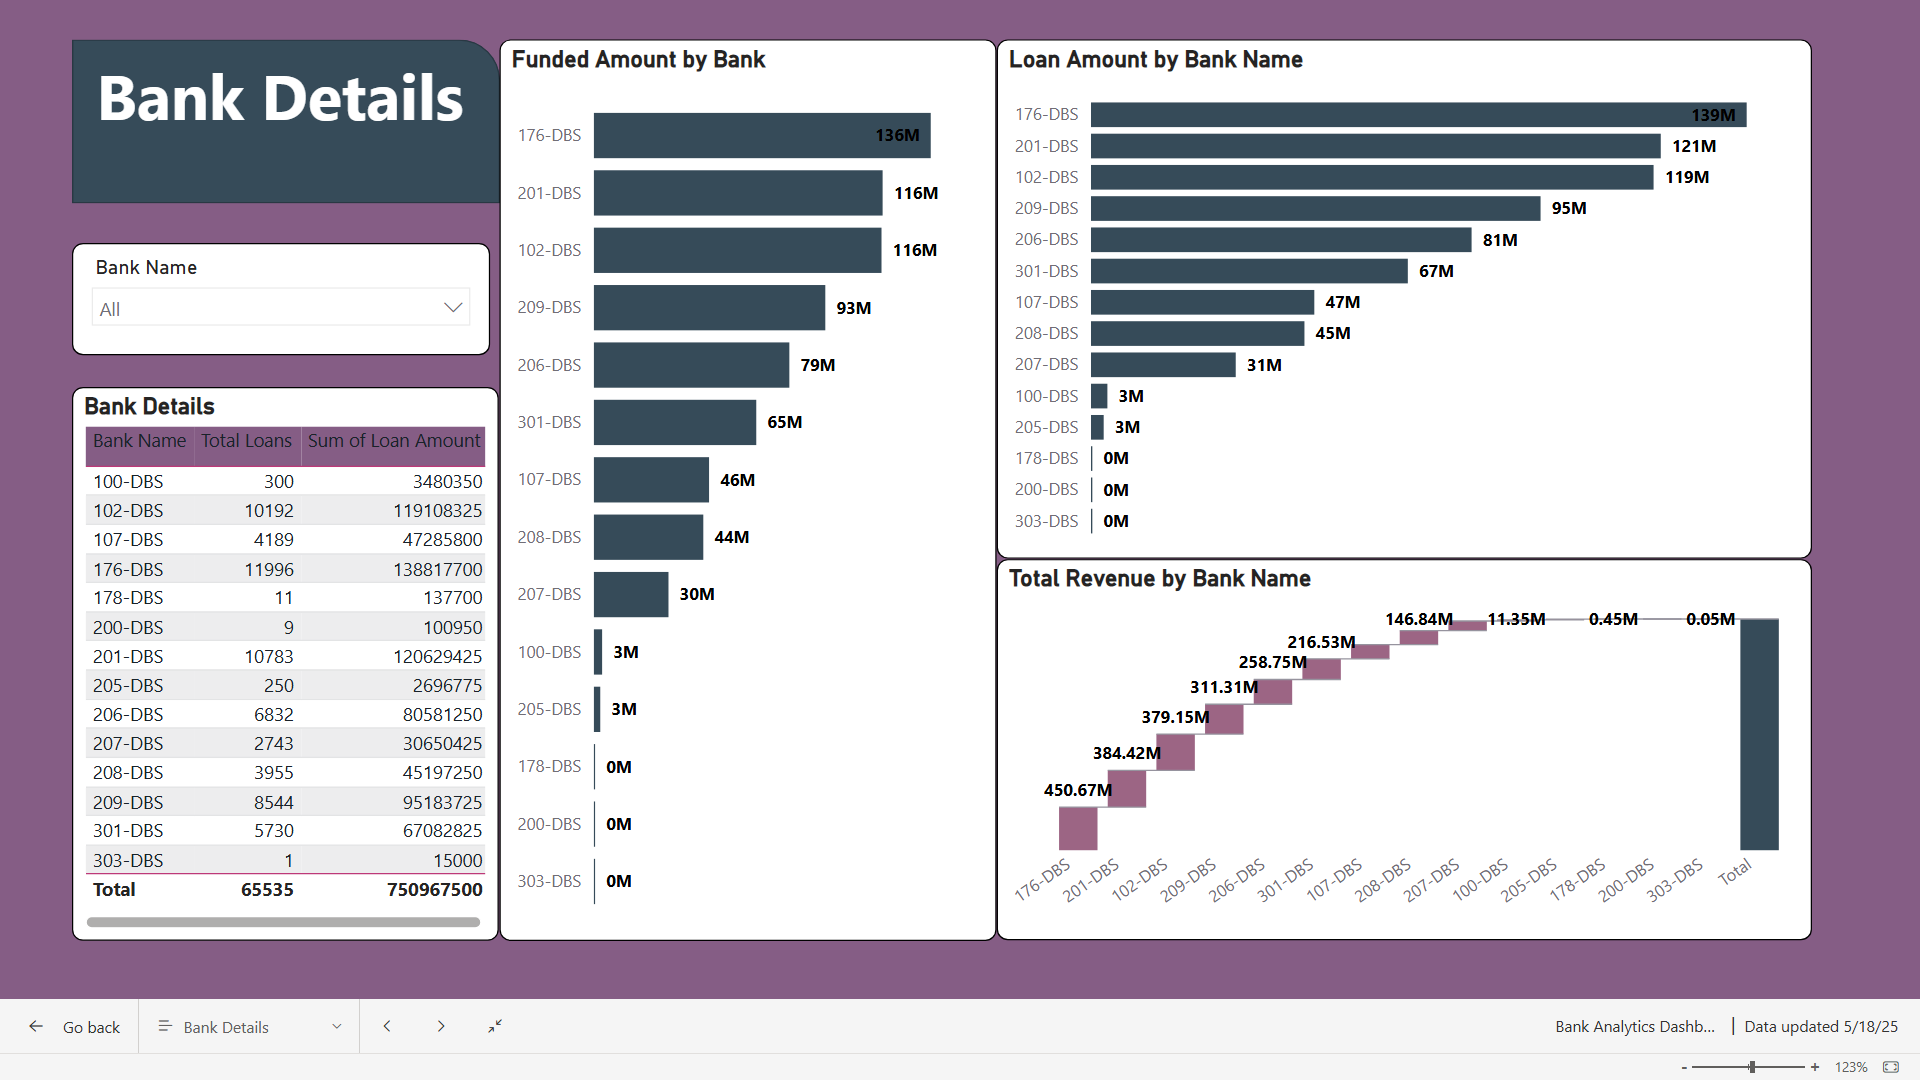 Bank Details
Bank Name
All
Bank Details
Bank Name Total Loans Sum of Loan Amount
100-DBS 300 3480350
102-DBS 10192 119108325
107-DBS 4189 47285800
176-DBS 11996 138817700
178-DBS 11 137700
200-DBS 9 100950
201-DBS 10783 120629425
205-DBS 250 2696775
206-DBS 6832 80581250
207-DBS 2743 30650425
208-DBS 3955 45197250
209-DBS 8544 95183725
301-DBS 5730 67082825
303-DBS 1 15000
Total 65535 750967500
Funded Amount by Bank
176-DBS 136M
201-DBS 116M
102-DBS 116M
209-DBS 93M
206-DBS 79M
301-DBS 65M
107-DBS 46M
208-DBS 44M
207-DBS 30M
100-DBS 3M
205-DBS 3M
178-DBS 0M
200-DBS 0M
303-DBS 0M
Loan Amount by Bank Name
176-DBS 139M
201-DBS 121M
102-DBS 119M
209-DBS 95M
206-DBS 81M
301-DBS 67M
107-DBS 47M
208-DBS 45M
207-DBS 31M
100-DBS 3M
205-DBS 3M
178-DBS 0M
200-DBS 0M
303-DBS 0M
Total Revenue by Bank Name
450.67M 384.42M 379.15M 311.31M 258.75M 216.53M 146.84M 11.35M 0.45M 0.05M
176-DBS 201-DBS 102-DBS 209-DBS 206-DBS 301-DBS 107-DBS 208-DBS 207-DBS 100-DBS 205-DBS 178-DBS 200-DBS 303-DBS Total
Go back Bank Details Bank Analytics Dashb... | Data updated 5/18/25
- + 123%